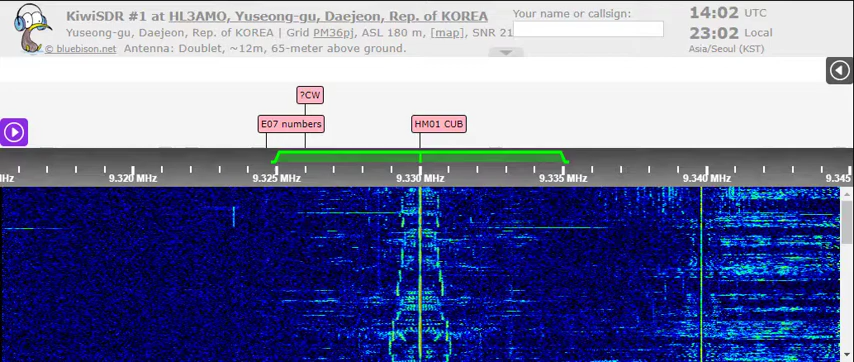 KiwiSDR #1 at HL3AMO, Yuseong-gu, Daejeon, Rep. of KOREA
Yuseong-gu, Daejeon, Rep. of KOREA | Grid PM36pj, ASL 180 m, [map], SNR 21
© bluebison.net Antenna: Doublet, ~12m, 65-meter above ground.
Your name or callsign:
14:02 UTC
23:02 Local
Asia/Seoul (KST)
?CW
E07 numbers
HM01 CUB
Hz 9.320 MHz 9.325 MHz 9.330 MHz 9.335 MHz 9.340 MHz 9.345